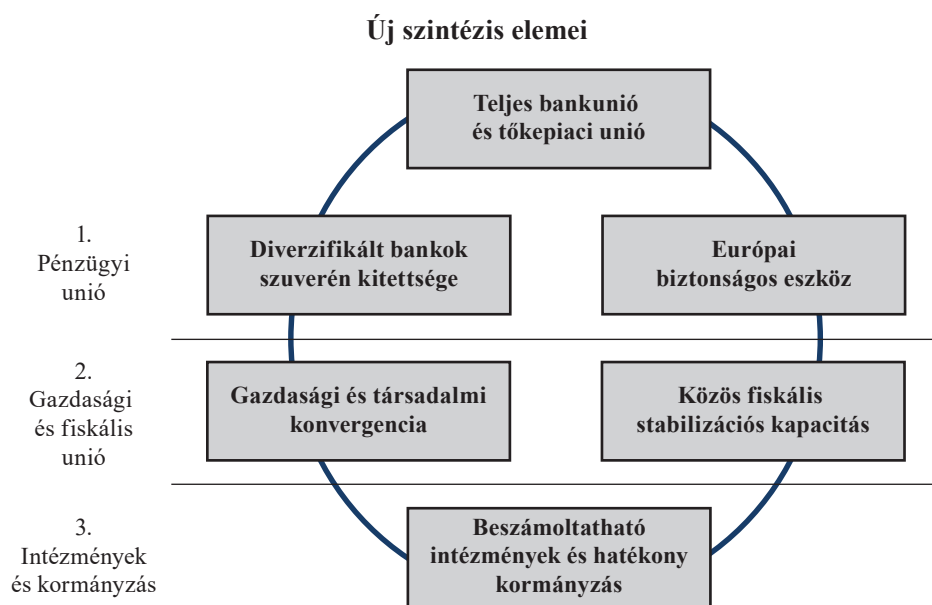 Új szintézis elemei
Teljes bankunió
és tőkepiaci unió
1.
Pénzügyi
unió
Diverzifikált bankok
szuverén kitettsége
Európai
biztonságos eszköz
2.
Gazdasági
és fiskális
unió
Gazdasági és társadalmi
konvergencia
Közös fiskális
stabilizációs kapacitás
3.
Intézmények
és kormányzás
Beszámoltatható
intézmények és hatékony
kormányzás